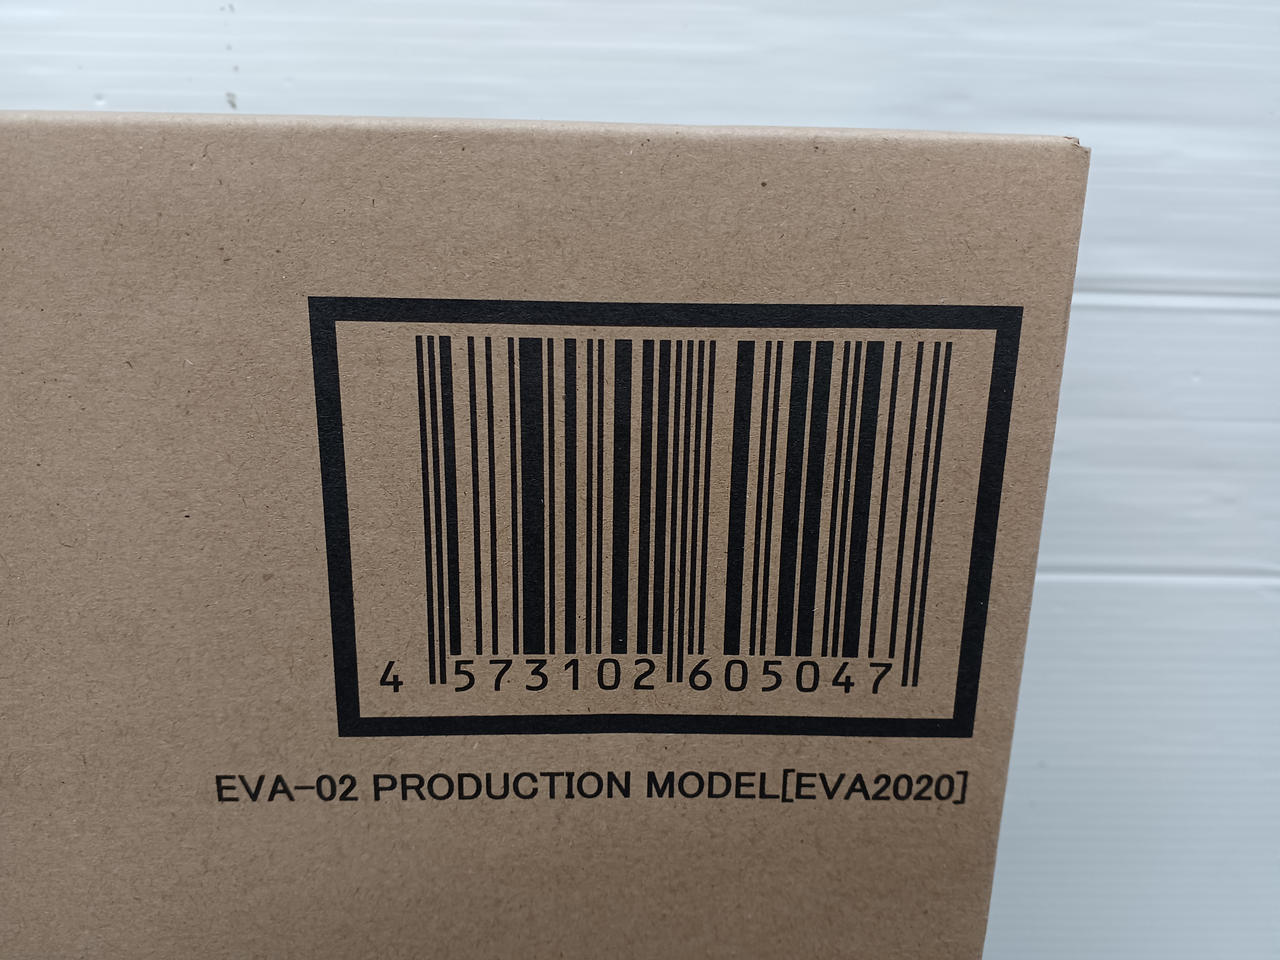 4 573102 605047
EVA-02 PRODUCTION MODEL[EVA2020]